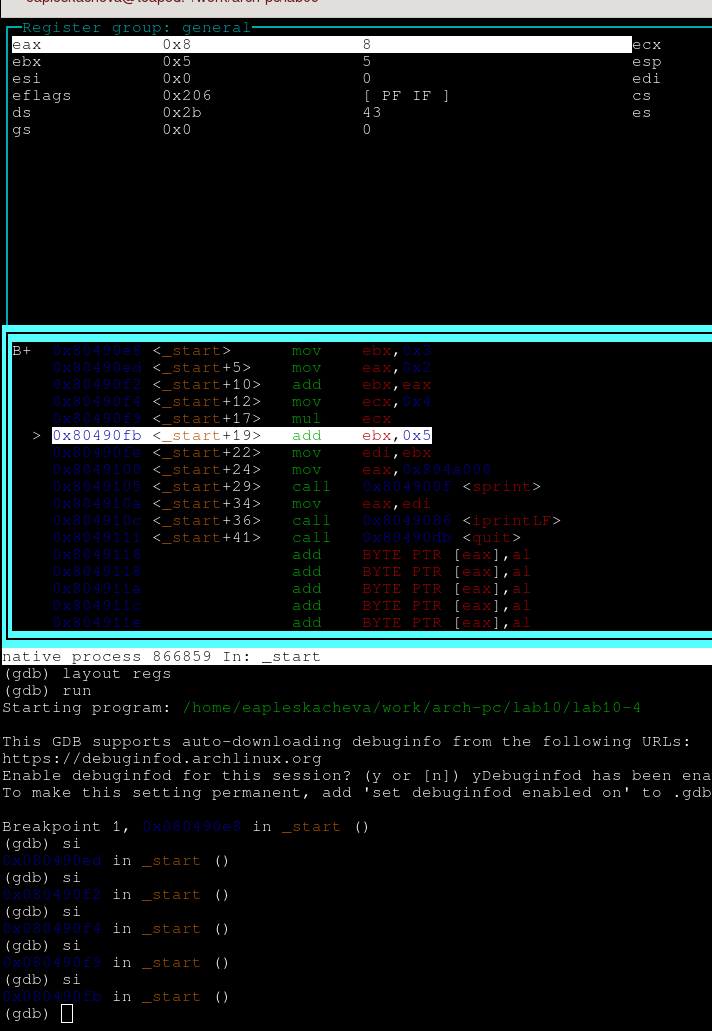 Register group: general
eax 0x8 8 ecx
ebx 0x5 5 esp
esi 0x0 0 edi
eflags 0x206 [ PF IF ] cs
ds 0x2b 43 es
gs 0x0 0
B+ 0x80490e8 <_start> mov ebx,0x3
0x80490ed <_start+5> mov eax,0x2
0x80490f2 <_start+10> add ebx,eax
0x80490f4 <_start+12> mov ecx,0x4
0x80490f9 <_start+17> mul ecx
> 0x80490fb <_start+19> add ebx,0x5
0x80490fe <_start+22> mov edi,ebx
0x8049100 <_start+24> mov eax,0x804a000
0x8049105 <_start+29> call 0x804900f <sprint>
0x804910a <_start+34> mov eax,edi
0x804910c <_start+36> call 0x8049086 <iprintLF>
0x8049111 <_start+41> call 0x80490db <quit>
0x8049116 add BYTE PTR [eax],al
0x8049118 add BYTE PTR [eax],al
0x804911a add BYTE PTR [eax],al
0x804911c add BYTE PTR [eax],al
0x804911e add BYTE PTR [eax],al
native process 866859 In: _start
(gdb) layout regs
(gdb) run
Starting program: /home/eapleskacheva/work/arch-pc/lab10/lab10-4
This GDB supports auto-downloading debuginfo from the following URLs:
https://debuginfod.archlinux.org
Enable debuginfod for this session? (y or [n]) yDebuginfod has been ena
To make this setting permanent, add 'set debuginfod enabled on' to .gdb
Breakpoint 1, 0x080490e8 in _start ()
(gdb) si
0x080490ed in _start ()
(gdb) si
0x080490f2 in _start ()
(gdb) si
0x080490f4 in _start ()
(gdb) si
0x080490f9 in _start ()
(gdb) si
0x080490fb in _start ()
(gdb)